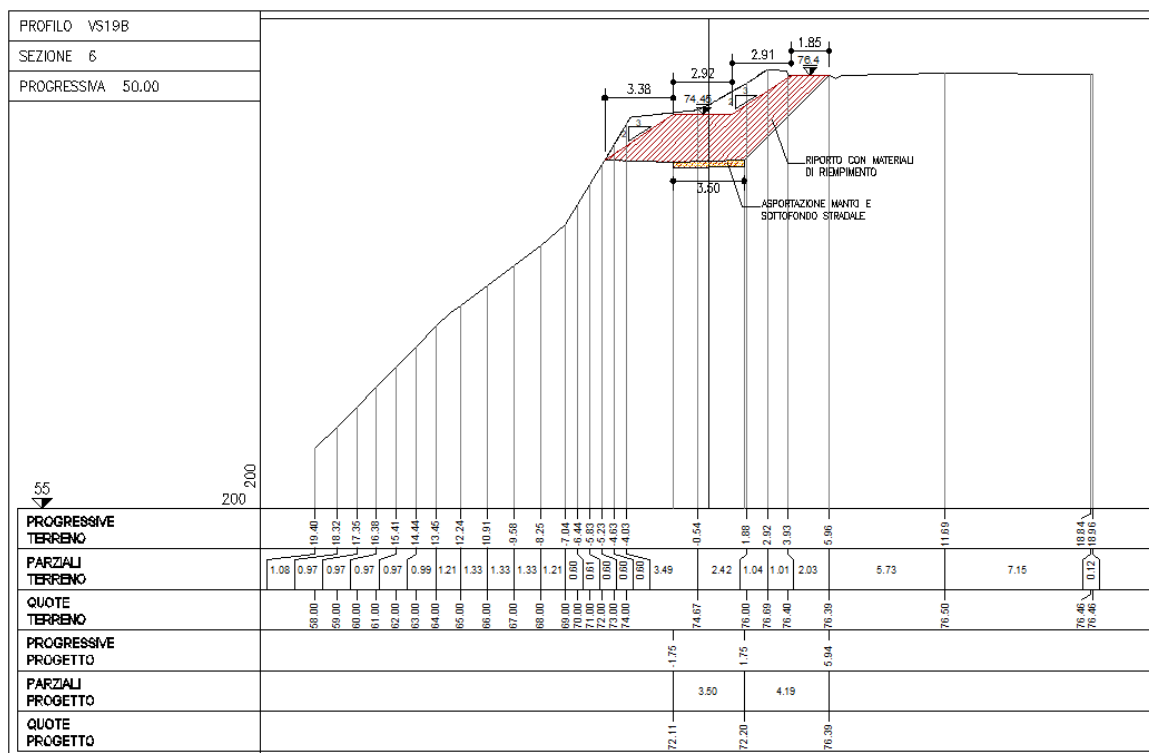 PROFILO VS19B
SEZIONE 6
PROGRESSIVA 50.00
1.85
2.91
76.4
2.92
3.38
74.45
3
2
3
2
RIPORTO CON MATERIALI
DI RIEMPIMENTO
3.50
ASPORTAZIONE MANTO E
SOTTOFONDO STRADALE
200
200
55
PROGRESSIVE
TERRENO
-19.40 -18.32 -17.35 -16.38 -15.41 -14.44 -13.45 -12.24 -10.91 -9.58 -8.25 -7.04 -6.44 -5.83 -5.23 -4.63 -4.03 -0.54 1.88 2.92 3.93 5.96 11.69 18.84 18.96
PARZIALI
TERRENO
1.08 0.97 0.97 0.97 0.97 0.99 1.21 1.33 1.33 1.33 1.21 0.60 0.61 0.60 0.60 0.60 3.49 2.42 1.04 1.01 2.03 5.73 7.15 0.12
QUOTE
TERRENO
58.00 59.00 60.00 61.00 62.00 63.00 64.00 65.00 66.00 67.00 68.00 69.00 70.00 71.00 72.00 73.00 74.00 74.67 76.00 76.69 76.40 76.39 76.50 76.46 76.46
PROGRESSIVE
PROGETTO
-1.75 1.75 5.94
PARZIALI
PROGETTO
3.50 4.19
QUOTE
PROGETTO
72.11 72.20 76.39